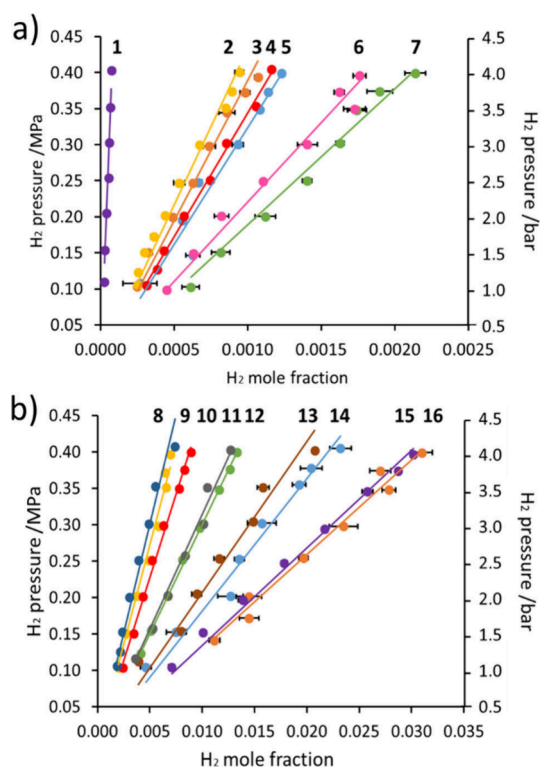 a)
1 2 3 4 5 6 7
0.40
0.35
0.30
0.25
0.20
0.15
0.10
0.05
H₂ pressure /MPa
4.5
4.0
3.5
3.0
2.5
2.0
1.5
1.0
0.5
H₂ pressure /bar
0.0000 0.0005 0.0010 0.0015 0.0020 0.0025
H₂ mole fraction
b)
8 9 10 11 12 13 14 15 16
0.45
0.40
0.35
0.30
0.25
0.20
0.15
0.10
0.05
H₂ pressure /MPa
4.5
4.0
3.5
3.0
2.5
2.0
1.5
1.0
0.5
H₂ pressure /bar
0.000 0.005 0.010 0.015 0.020 0.025 0.030 0.035
H₂ mole fraction